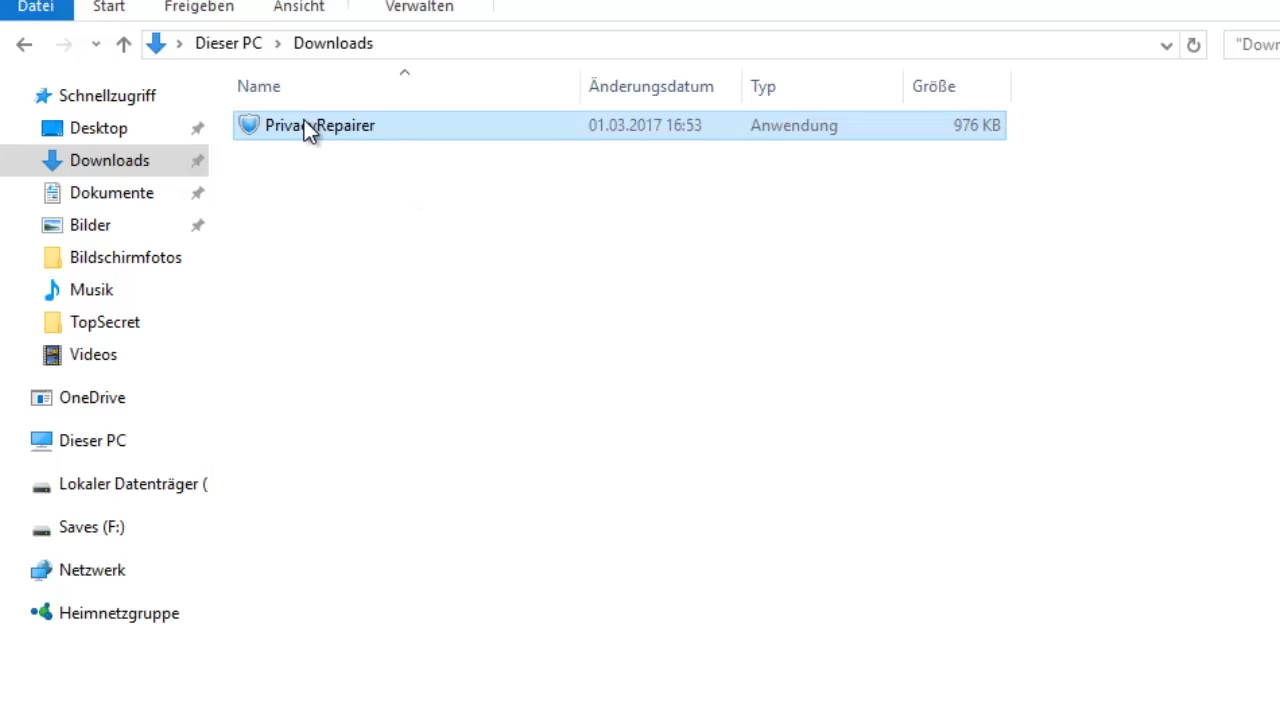 Datei Start Freigeben Ansicht Verwalten
Dieser PC Downloads "Down
Name Änderungsdatum Typ Größe
PrivacyRepairer 01.03.2017 16:53 Anwendung 976 KB
Schnellzugriff
Desktop
Downloads
Dokumente
Bilder
Bildschirmfotos
Musik
TopSecret
Videos
OneDrive
Dieser PC
Lokaler Datenträger (
Saves (F:)
Netzwerk
Heimnetzgruppe